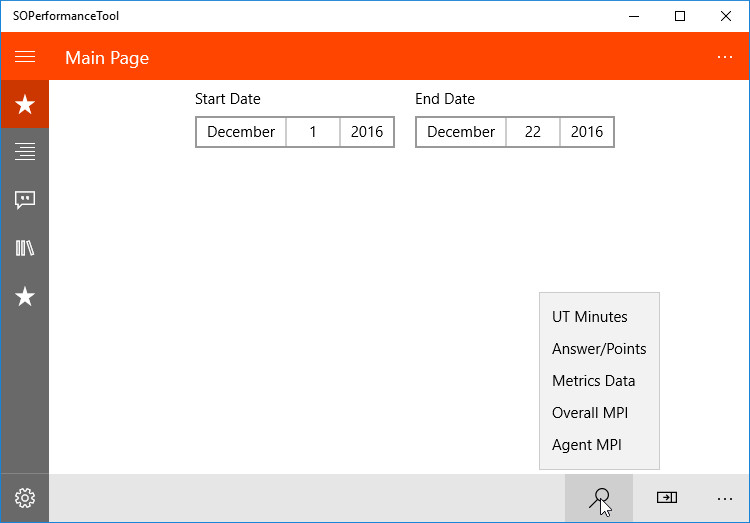 SOPerformanceTool
Main Page
Start Date
End Date
December 1 2016
December 22 2016
UT Minutes
Answer/Points
Metrics Data
Overall MPI
Agent MPI